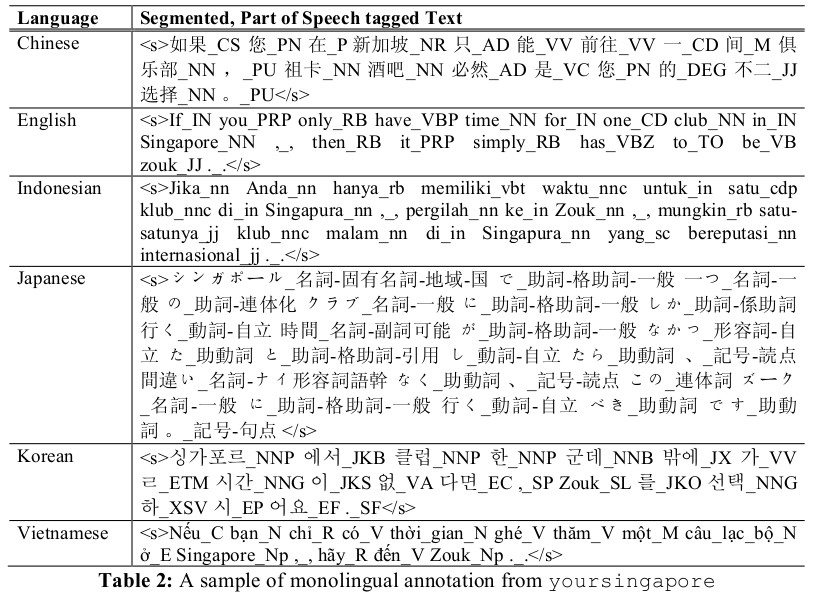 Language Segmented, Part of Speech tagged Text
Chinese <s>如果_CS 您_PN 在_P 新加坡_NR 只_AD 能_VV 前往_VV 一_CD 间_M 俱
乐部_NN ，_PU 祖卡_NN 酒吧_NN 必然_AD 是_VC 您_PN 的_DEG 不二_JJ
选择_NN 。_PU</s>
English <s>If_IN you_PRP only_RB have_VBP time_NN for_IN one_CD club_NN in_IN
Singapore_NN ,_, then_RB it_PRP simply_RB has_VBZ to_TO be_VB
zouk_JJ ._.</s>
Indonesian <s>Jika_nn Anda_nn hanya_rb memiliki_vbt waktu_nnc untuk_in satu_cdp
klub_nnc di_in Singapura_nn ,_, pergilah_nn ke_in Zouk_nn ,_, mungkin_rb satu-
satunya_jj klub_nnc malam_nn di_in Singapura_nn yang_sc bereputasi_nn
internasional_jj ._.</s>
Japanese <s>シンガポール_名詞-固有名詞-地域-国 で_助詞-格助詞-一般 一つ_名詞-一
般 の_助詞-連体化 クラブ_名詞-一般 に_助詞-格助詞-一般 しか_助詞-係助詞
行く_動詞-自立 時間_名詞-副詞可能 が_助詞-格助詞-一般 なかつ_形容詞-自
立 た_助動詞 と_助詞-格助詞-引用 し_動詞-自立 たら_助動詞 、_記号-読点
間違い_名詞-ナイ形容詞語幹 なく_助動詞 、_記号-読点 この_連体詞 ズーク
_名詞-一般 に_助詞-格助詞-一般 行く_動詞-自立 べき_助動詞 です_助動
詞 。_記号-句点 </s>
Korean <s>싱가포르_NNP 에서_JKB 클럽_NNP 한_NNP 군데_NNB 밖에_JX 가_VV
ㄹ_ETM 시간_NNG 이_JKS 없_VA 다면_EC ,_SP Zouk_SL 를_JKO 선택_NNG
하_XSV 시_EP 어요_EF ._SF</s>
Vietnamese <s>Nếu_C bạn_N chỉ_R có_V thời_gian_N ghé_V thăm_V một_M câu_lạc_bộ_N
ở_E Singapore_Np ,_, hãy_R đến_V Zouk_Np ._.</s>
Table 2: A sample of monolingual annotation from yoursingapore